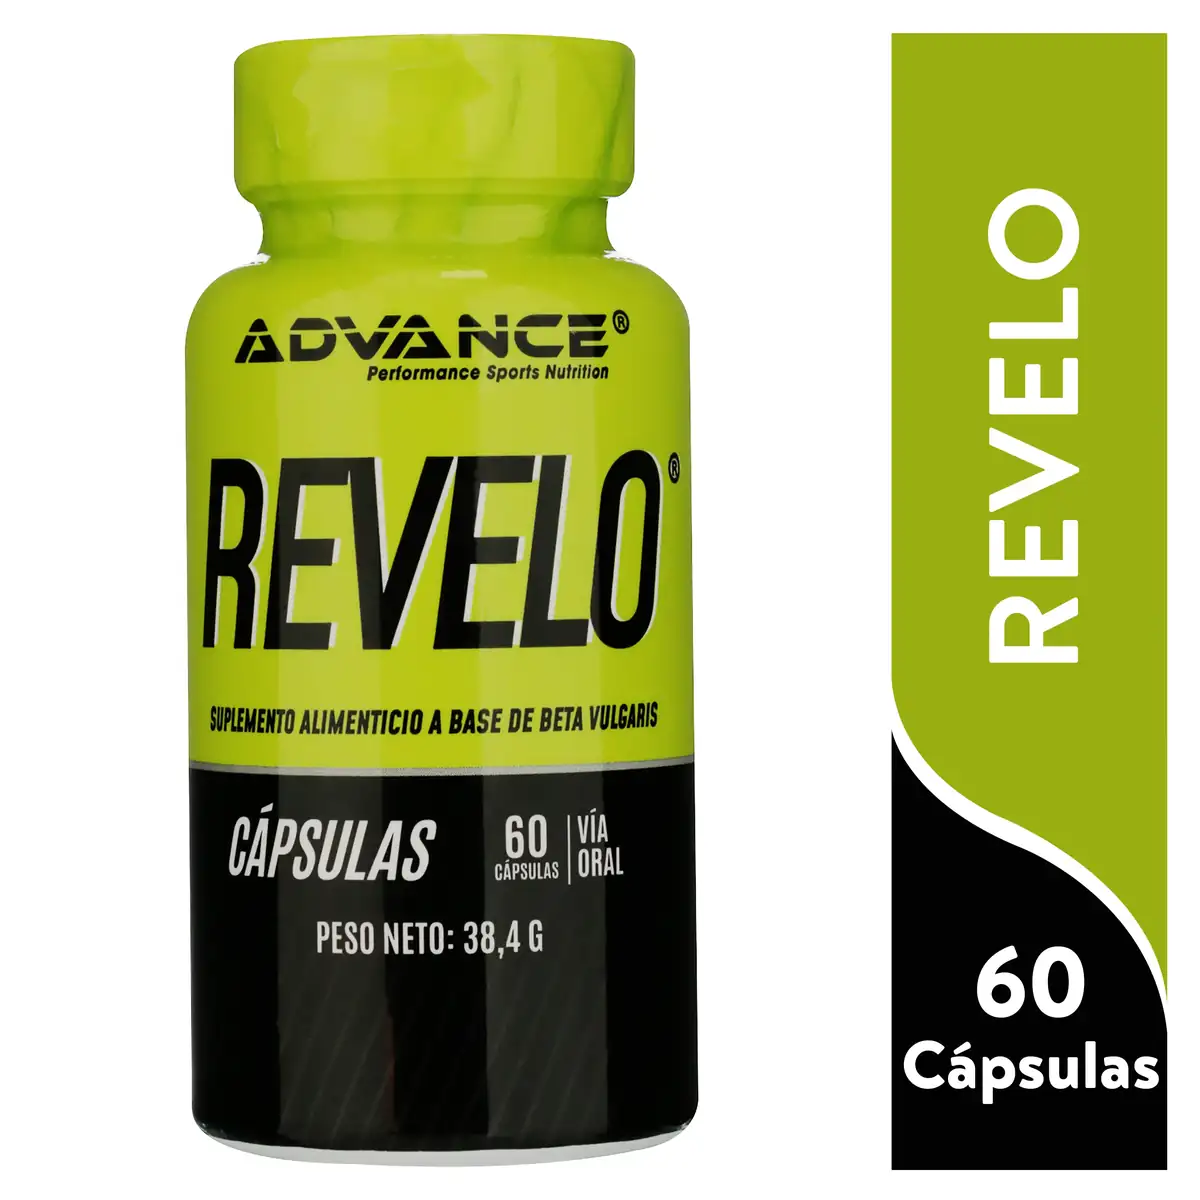 ADVANCE®
Performance Sports Nutrition
REVELO®
SUPLEMENTO ALIMENTICIO A BASE DE BETA VULGARIS
CÁPSULAS
60
CÁPSULAS
VÍA
ORAL
PESO NETO: 38,4 G
REVELO
60
Cápsulas